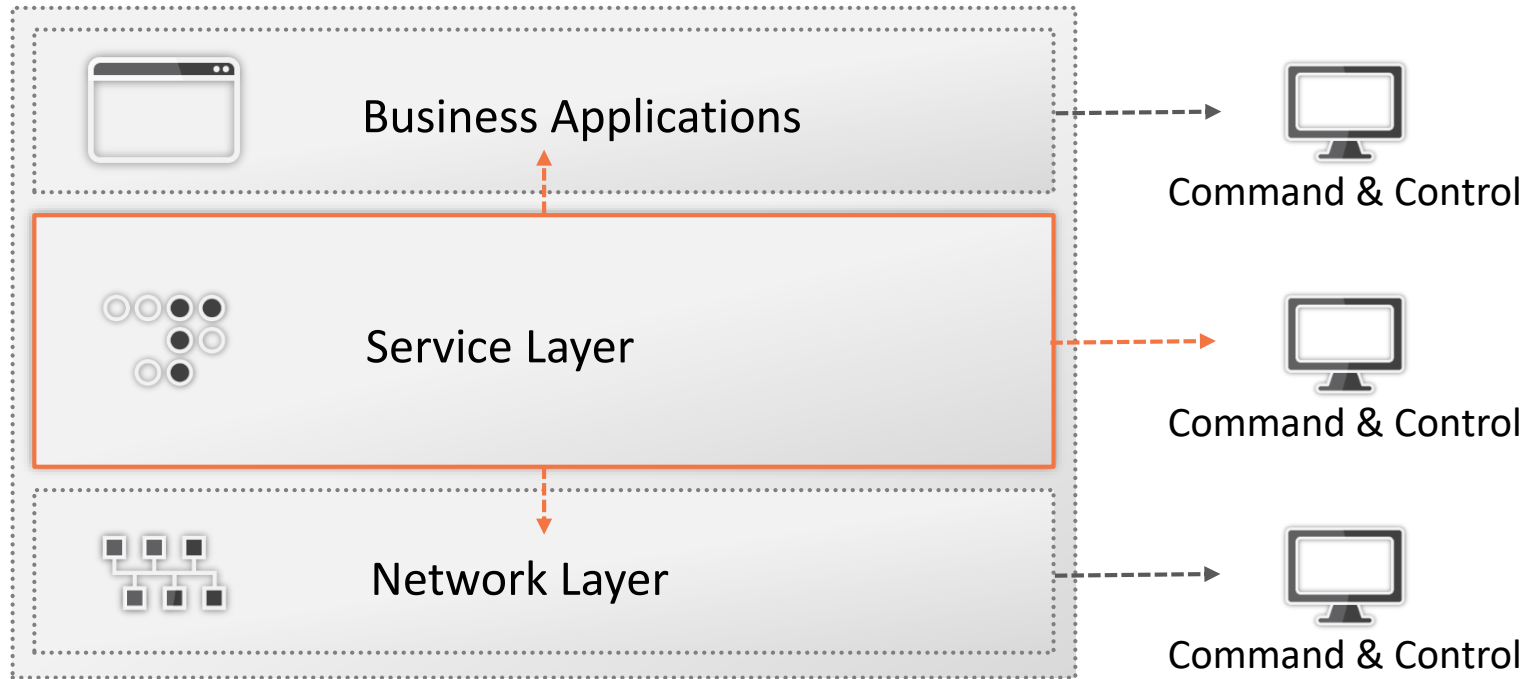 Business Applications
Command & Control
Service Layer
Command & Control
Network Layer
Command & Control